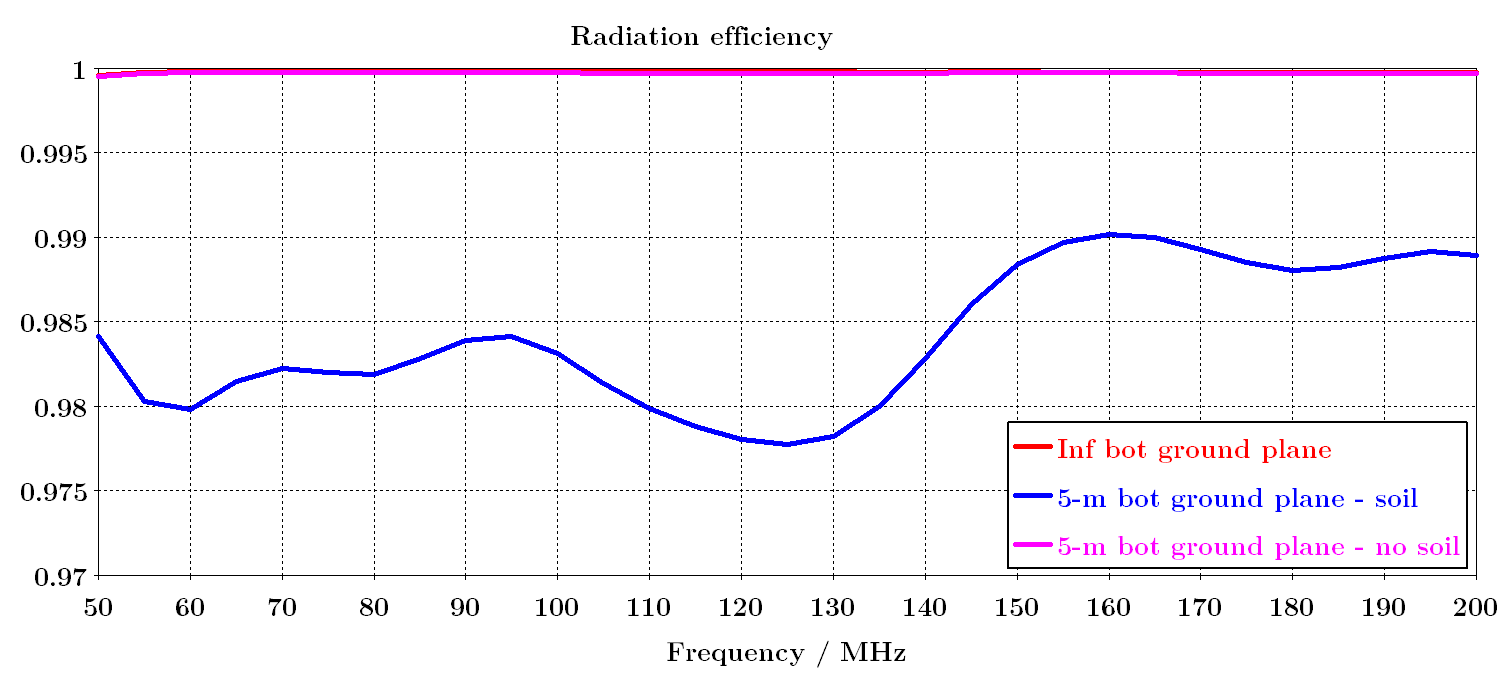 Radiation efficiency
1
0.995
0.99
0.985
0.98
0.975
0.97
50 60 70 80 90 100 110 120 130 140 150 160 170 180 190 200
Frequency / MHz
Inf bot ground plane
5-m bot ground plane - soil
5-m bot ground plane - no soil